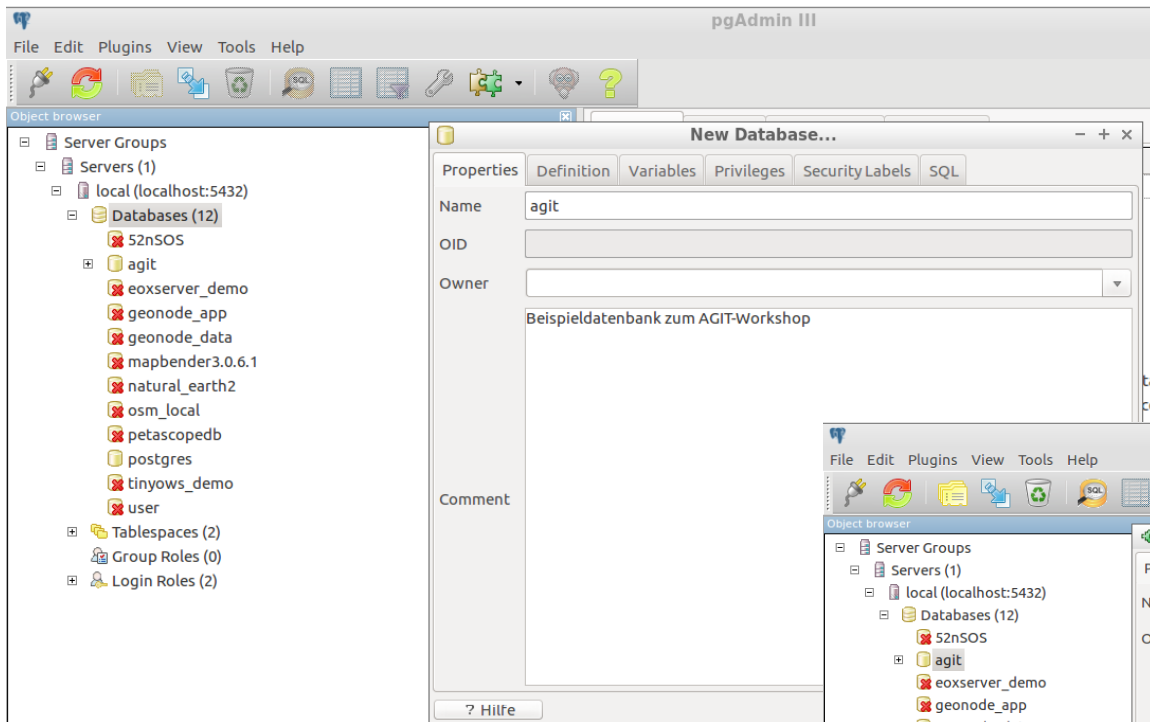 pgAdmin III
File Edit Plugins View Tools Help
SQL
Object browser
Server Groups
Servers (1)
local (localhost:5432)
Databases (12)
52nSOS
agit
eoxserver_demo
geonode_app
geonode_data
mapbender3.0.6.1
natural_earth2
osm_local
petascopedb
postgres
tinyows_demo
user
Tablespaces (2)
Group Roles (0)
Login Roles (2)
New Database...
Properties Definition Variables Privileges Security Labels SQL
Name agit
OID
Owner
Beispieldatenbank zum AGIT-Workshop
Comment
? Hilfe
File Edit Plugins View Tools Help
SQL
Object browser
Server Groups
Servers (1)
local (localhost:5432)
Databases (12)
52nSOS
agit
eoxserver_demo
geonode_app